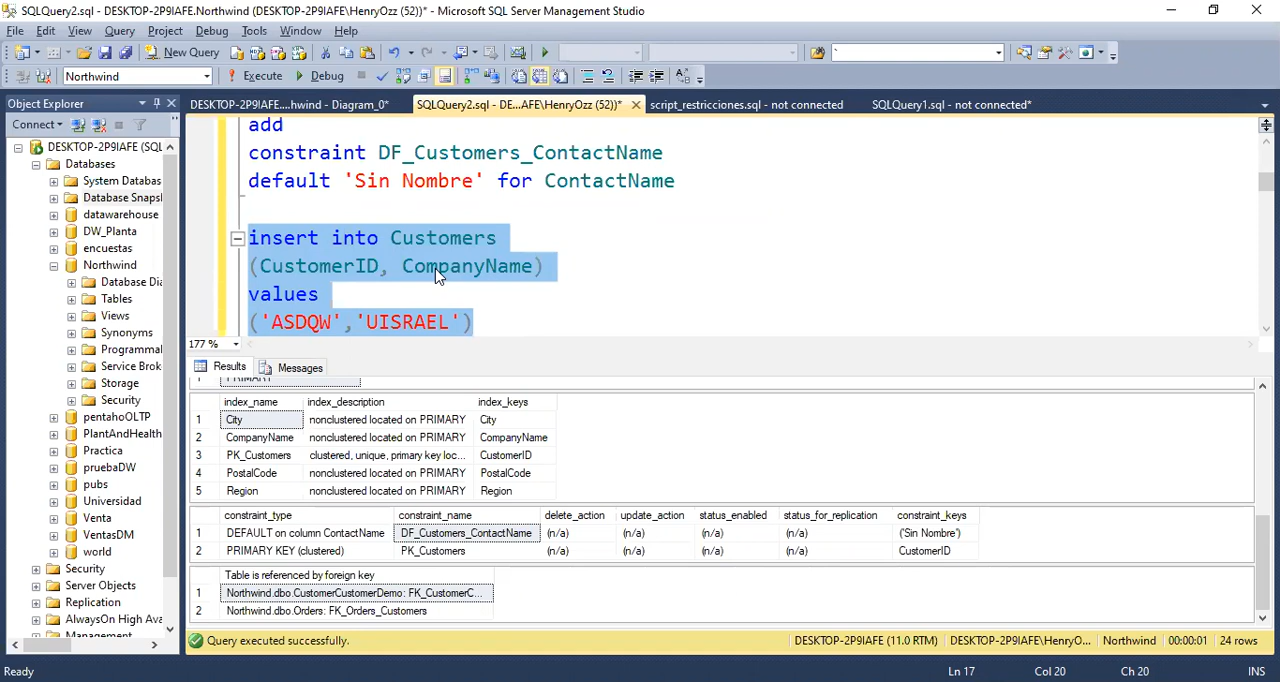 SQLQuery2.sql - DESKTOP-2P9IAFE.Northwind (DESKTOP-2P9IAFE\HenryOzz (52))* - Microsoft SQL Server Management Studio
File Edit View Query Project Debug Tools Window Help
New Query
Northwind Execute Debug
Object Explorer
DESKTOP-2P9IAFE....hwind - Diagram_0* SQLQuery2.sql - DE...AFE\HenryOzz (52))* script_restricciones.sql - not connected SQLQuery1.sql - not connected*
Connect
DESKTOP-2P9IAFE (SQL
Databases
System Databas
Database Snaps
datawarehouse
DW_Planta
encuestas
Northwind
Database Dia
Tables
Views
Synonyms
Programmal
Service Brok
Storage
Security
pentahoOLTP
PlantAndHealth
Practica
pruebaDW
pubs
Universidad
Venta
VentasDM
world
Security
Server Objects
Replication
AlwaysOn High Ava
Management
add
constraint DF_Customers_ContactName
default 'Sin Nombre' for ContactName
insert into Customers
(CustomerID, CompanyName)
values
('ASDQW','UISRAEL')
177 %
Results Messages
1 PRIMARY
index_name index_description index_keys
1 City nonclustered located on PRIMARY City
2 CompanyName nonclustered located on PRIMARY CompanyName
3 PK_Customers clustered, unique, primary key loc... CustomerID
4 PostalCode nonclustered located on PRIMARY PostalCode
5 Region nonclustered located on PRIMARY Region
constraint_type constraint_name delete_action update_action status_enabled status_for_replication constraint_keys
1 DEFAULT on column ContactName DF_Customers_ContactName (n/a) (n/a) (n/a) (n/a) ('Sin Nombre')
2 PRIMARY KEY (clustered) PK_Customers (n/a) (n/a) (n/a) (n/a) CustomerID
Table is referenced by foreign key
1 Northwind.dbo.CustomerCustomerDemo: FK_CustomerC...
2 Northwind.dbo.Orders: FK_Orders_Customers
Query executed successfully. DESKTOP-2P9IAFE (11.0 RTM) DESKTOP-2P9IAFE\HenryO... Northwind 00:00:01 24 rows
Ready Ln 17 Col 20 Ch 20 INS